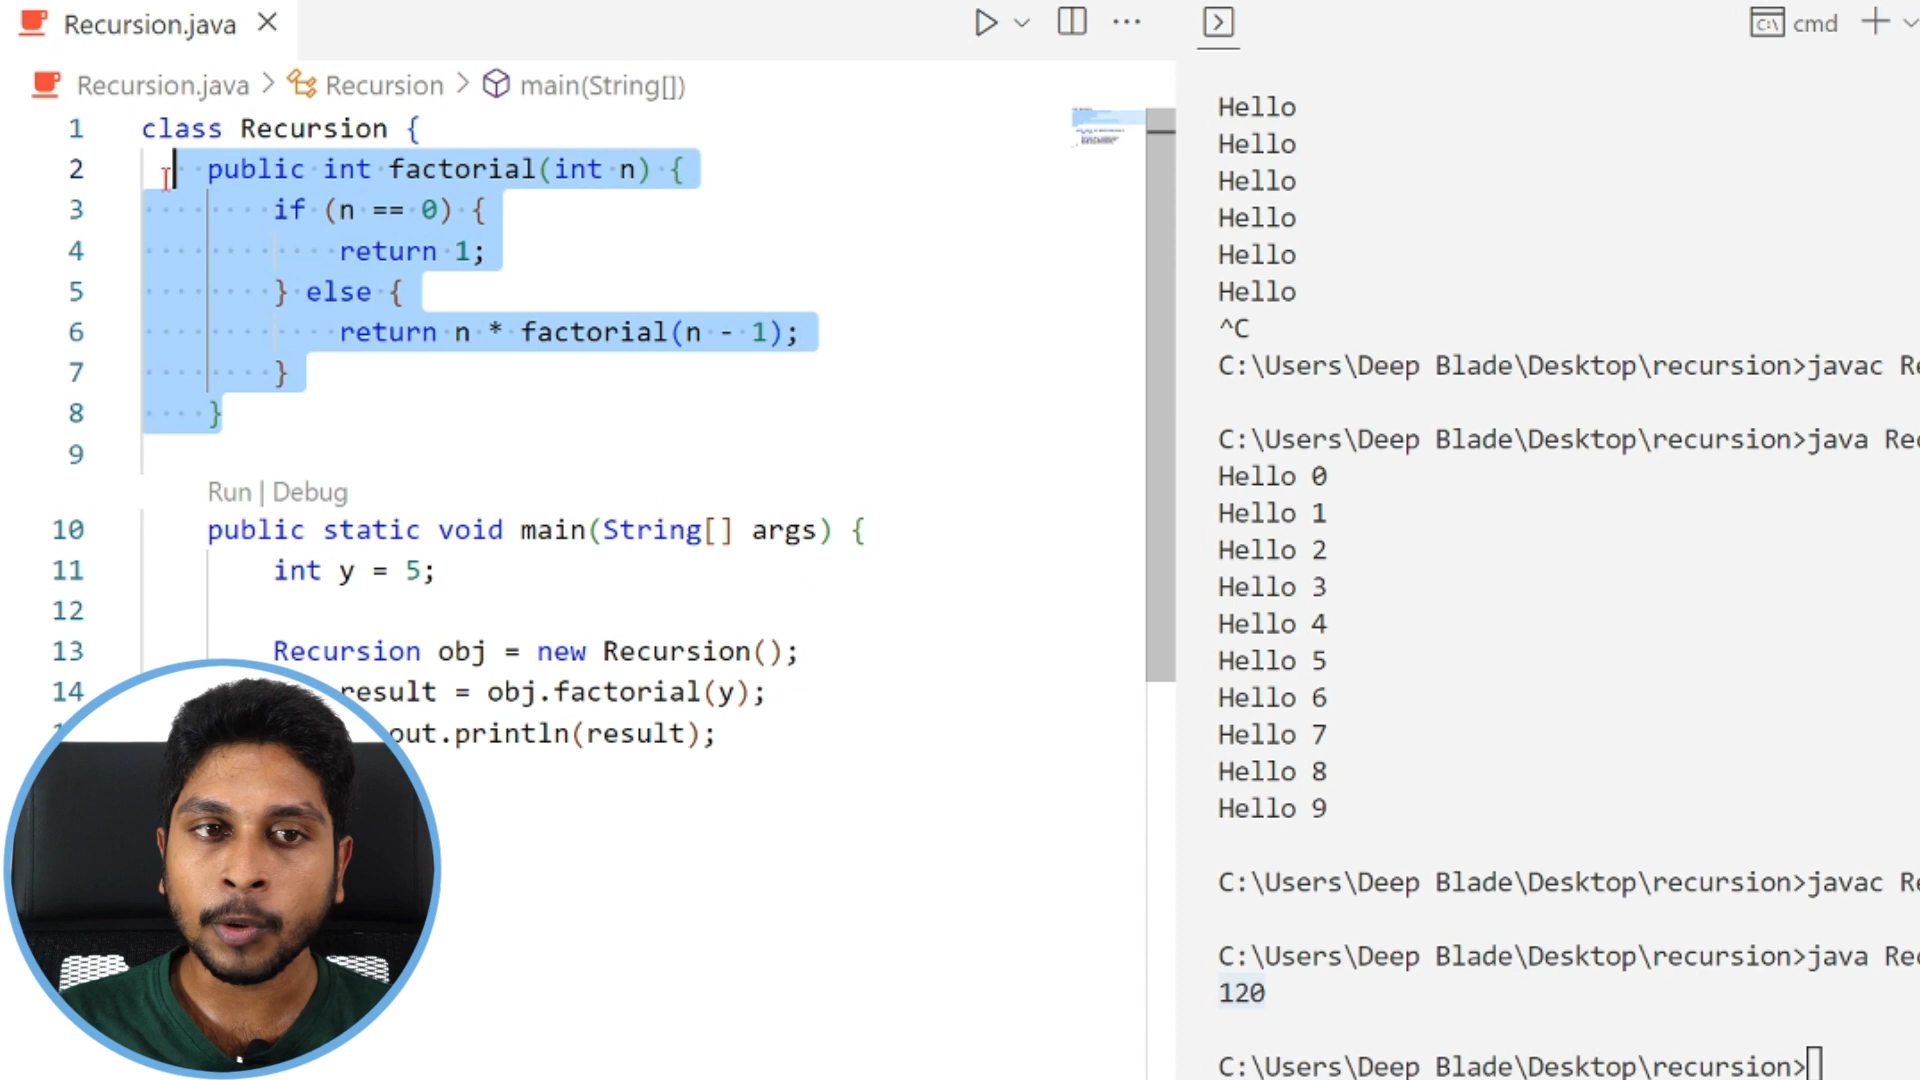 Recursion.java
cmd
Recursion.java > Recursion > main(String[])
1 class Recursion {
2 public int factorial(int n) {
3 if (n == 0) {
4 return 1;
5 } else {
6 return n * factorial(n - 1);
7 }
8 }
9
Run | Debug
10 public static void main(String[] args) {
11 int y = 5;
12
13 Recursion obj = new Recursion();
14 result = obj.factorial(y);
out.println(result);
Hello
Hello
Hello
Hello
Hello
Hello
^C
C:\Users\Deep Blade\Desktop\recursion>javac Re
C:\Users\Deep Blade\Desktop\recursion>java Rec
Hello 0
Hello 1
Hello 2
Hello 3
Hello 4
Hello 5
Hello 6
Hello 7
Hello 8
Hello 9
C:\Users\Deep Blade\Desktop\recursion>javac Re
C:\Users\Deep Blade\Desktop\recursion>java Rec
120
C:\Users\Deep Blade\Desktop\recursion>